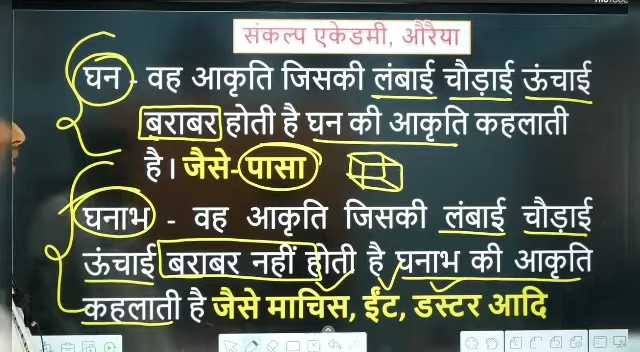 संकल्प एकेडमी, औरैया
घन - वह आकृति जिसकी लंबाई चौड़ाई ऊंचाई
बराबर होती है घन की आकृति कहलाती
है। जैसे- पासा
घनाभ - वह आकृति जिसकी लंबाई चौड़ाई
ऊंचाई बराबर नहीं होती है घनाभ की आकृति
कहलाती है जैसे माचिस, ईंट, डस्टर आदि